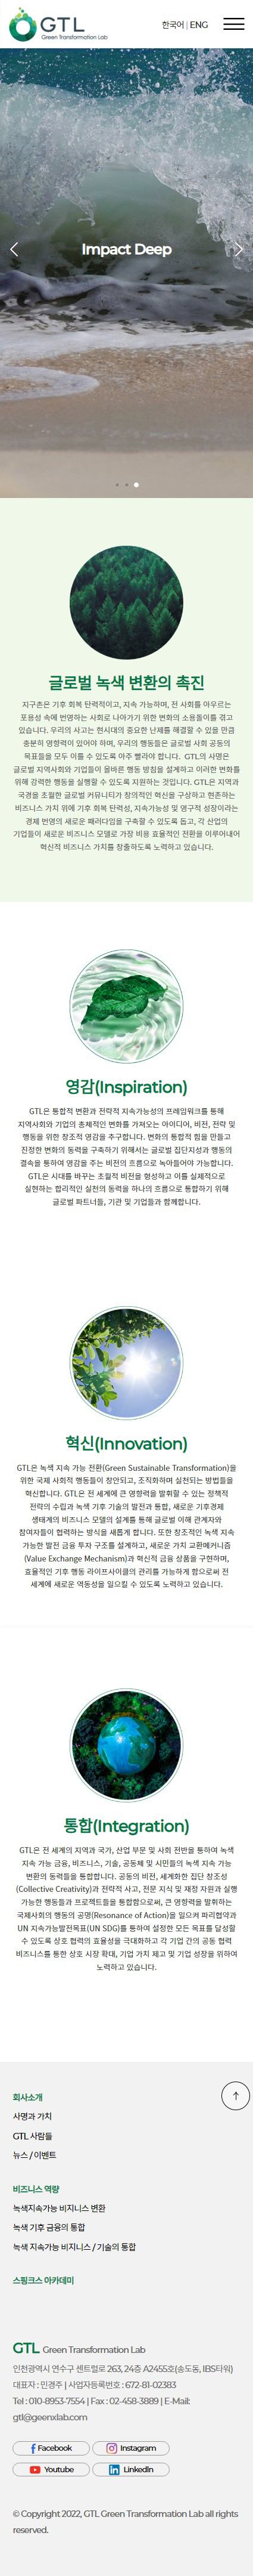 GTL
Green Transformation Lab
한국어 | ENG
Impact Deep
글로벌 녹색 변환의 촉진
지구촌은 기후 회복 탄력적이고, 지속 가능하며, 전 사회를 아우르는
포용성 속에 번영하는 사회로 나아가기 위한 변화의 소용돌이를 겪고
있습니다. 우리의 사고는 현시대의 중요한 난제를 해결할 수 있을 만큼
충분히 영향력이 있어야 하며, 우리의 행동들은 글로벌 사회 공동의
목표들을 모두 이룰 수 있도록 아주 빨라야 합니다. GTL의 사명은
글로벌 지역사회와 기업들이 올바른 행동 방침을 설계하고 이러한 변화를
위해 강력한 행동을 실행할 수 있도록 지원하는 것입니다. GTL은 지역과
국경을 초월한 글로벌 커뮤니티가 창의적인 혁신을 구상하고 현존하는
비즈니스 가치 위에 기후 회복 탄력성, 지속가능성 및 영구적 성장이라는
경제 번영의 새로운 패러다임을 구축할 수 있도록 돕고, 각 산업의
기업들이 새로운 비즈니스 모델로 가장 비용 효율적인 전환을 이루어내어
혁신적 비즈니스 가치를 창출하도록 노력하고 있습니다.
영감(Inspiration)
GTL은 통합적 변환과 전략적 지속가능성의 프레임워크를 통해
지역사회와 기업의 총체적인 변화를 가져오는 아이디어, 비전, 전략 및
행동을 위한 창조적 영감을 추구합니다. 변화의 통합적 힘을 만들고
진정한 변화의 동력을 구축하기 위해서는 글로벌 집단지성과 행동의
결속을 통하여 영감을 주는 비전의 흐름으로 녹아들어야 가능합니다.
GTL은 시대를 바꾸는 초월적 비전을 형성하고 이를 실제적으로
실현하는 합리적인 실천의 동력을 하나의 흐름으로 통합하기 위해
글로벌 파트너들, 기관 및 기업들과 함께합니다.
혁신(Innovation)
GTL은 녹색 지속 가능 전환(Green Sustainable Transformation)을
위한 국제 사회적 행동들이 창안되고, 조직화하며 실천되는 방법들을
혁신합니다. GTL은 전 세계에 큰 영향력을 발휘할 수 있는 정책적
전략의 수립과 녹색 기후 기술의 발전과 통합, 새로운 기후경제
생태계의 비즈니스 모델의 설계를 통해 글로벌 이해 관계자와
참여자들이 협력하는 방식을 새롭게 합니다. 또한 창조적인 녹색 지속
가능한 발전 금융 투자 구조를 설계하고, 새로운 가치 교환메커니즘
(Value Exchange Mechanism)과 혁신적 금융 상품을 구현하며,
효율적인 기후 행동 라이프사이클의 관리를 가능하게 함으로써 전
세계에 새로운 역동성을 일으킬 수 있도록 노력하고 있습니다.
통합(Integration)
GTL은 전 세계의 지역과 국가, 산업 부문 및 사회 전반을 통하여 녹색
지속 가능 금융, 비즈니스, 기술, 공동체 및 시민들의 녹색 지속 가능
변환의 동력들을 통합합니다. 공동의 비전, 세계화한 집단 창조성
(Collective Creativity)과 전략적 사고, 전문 지식 및 재정 자원과 실행
가능한 행동들과 프로젝트들을 통합함으로써, 큰 영향력을 발휘하는
국제사회의 행동의 공명(Resonance of Action)을 일으켜 파리협약과
UN 지속가능발전목표(UN SDG)를 통하여 설정한 모든 목표를 달성할
수 있도록 상호 협력의 효율성을 극대화하고 각 기업 간의 공동 협력
비즈니스를 통한 상호 시장 확대, 기업 가치 제고 및 기업 성장을 위하여
노력하고 있습니다.
회사소개
사명과 가치
GTL 사람들
뉴스 / 이벤트
비즈니스 역량
녹색지속가능 비지니스 변환
녹색 기후 금융의 통합
녹색 지속가능 비지니스 / 기술의 통합
스핑크스 아카데미
GTL Green Transformation Lab
인천광역시 연수구 센트럴로 263, 24층 A2455호(송도동, IBS타워)
대표자 : 민경주 | 사업자등록번호 : 672-81-02383
Tel : 010-8953-7554 | Fax : 02-458-3889 | E-Mail:
gtl@geenxlab.com
Facebook Instagram
Youtube LinkedIn
© Copyright 2022, GTL Green Transformation Lab all rights
reserved.